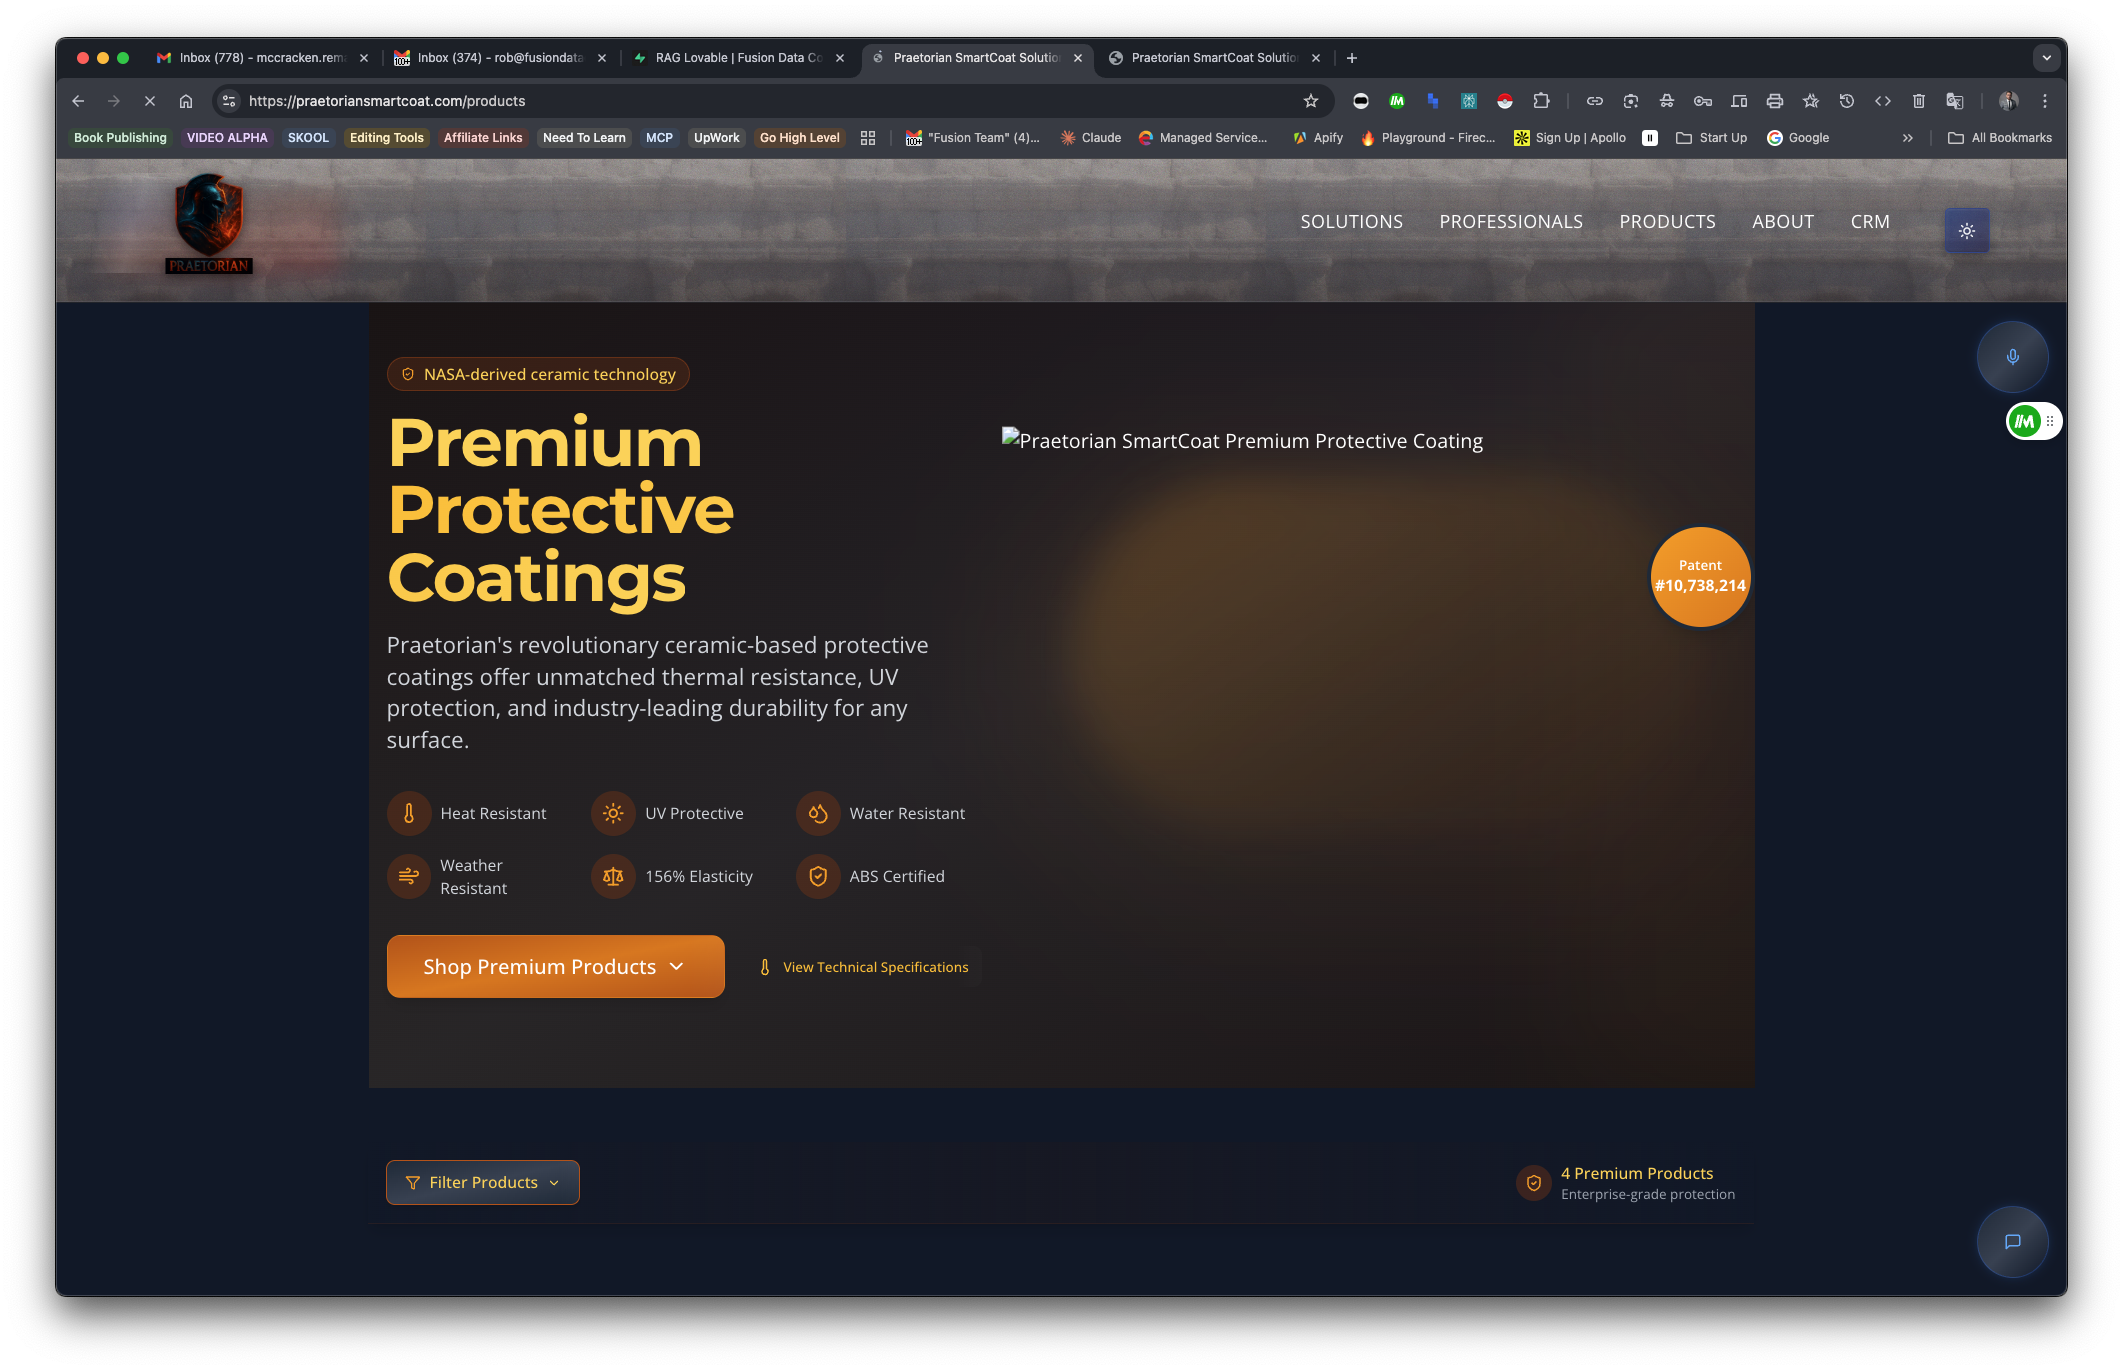 Inbox (778) - mccracken.rem
Inbox (374) - rob@fusiondata
RAG Lovable | Fusion Data Co
Praetorian SmartCoat Solution
Praetorian SmartCoat Solution
https://praetoriansmartcoat.com/products
Book Publishing
VIDEO ALPHA
SKOOL
Editing Tools
Affiliate Links
Need To Learn
MCP
UpWork
Go High Level
"Fusion Team" (4)...
Claude
Managed Service...
Apify
Playground - Firec...
Sign Up | Apollo
Start Up
Google
All Bookmarks
PRAETORIAN
SOLUTIONS
PROFESSIONALS
PRODUCTS
ABOUT
CRM
NASA-derived ceramic technology
Premium
Protective
Coatings
Praetorian's revolutionary ceramic-based protective
coatings offer unmatched thermal resistance, UV
protection, and industry-leading durability for any
surface.
Heat Resistant
UV Protective
Water Resistant
Weather
Resistant
156% Elasticity
ABS Certified
Shop Premium Products
View Technical Specifications
Praetorian SmartCoat Premium Protective Coating
Patent
#10,738,214
Filter Products
4 Premium Products
Enterprise-grade protection